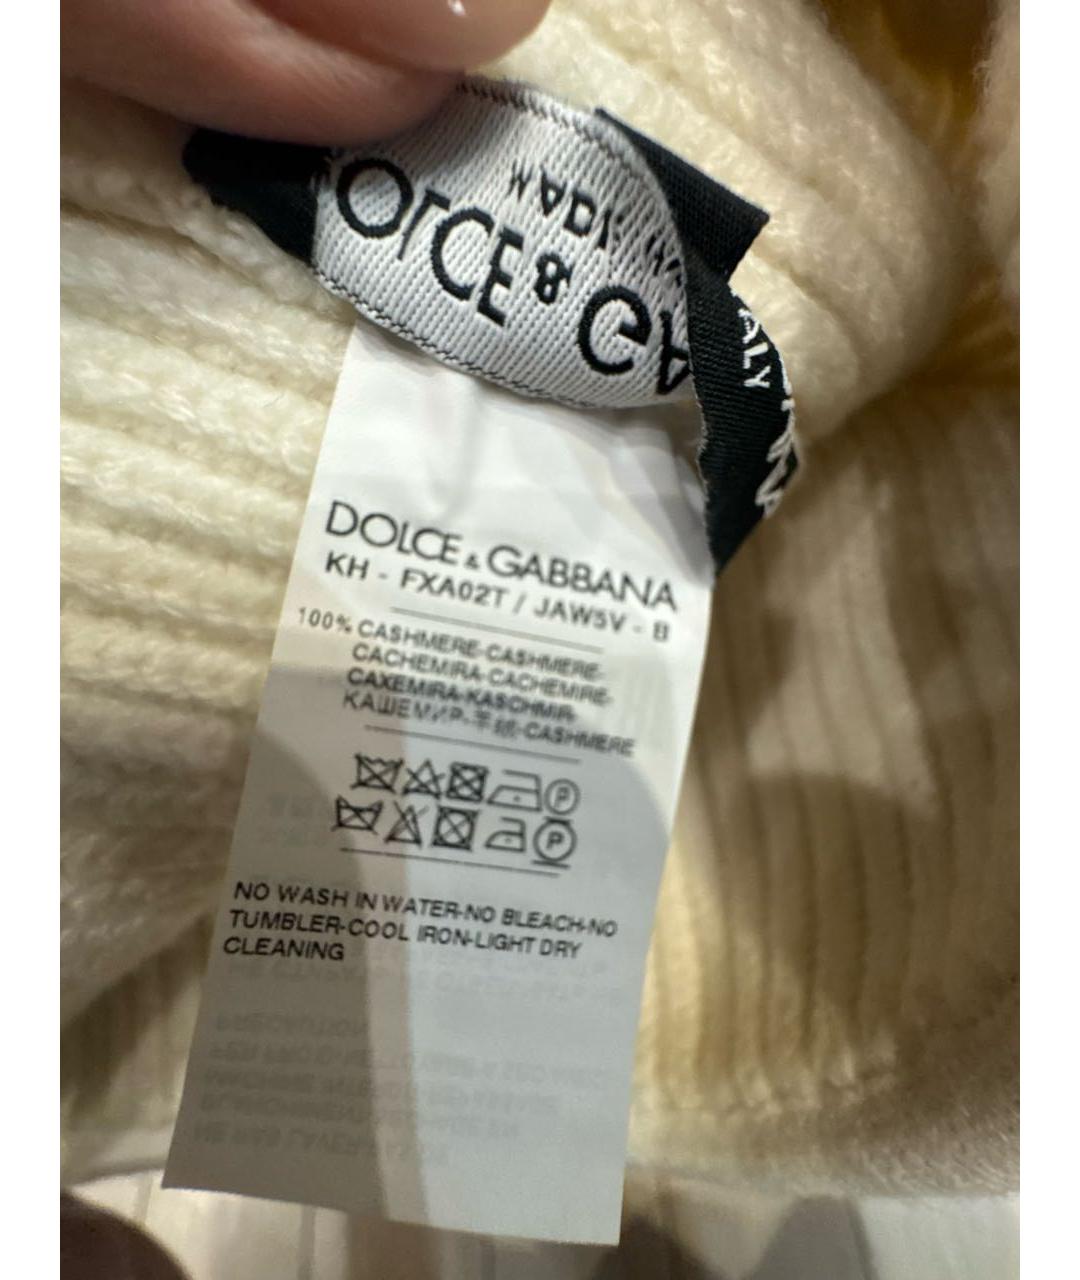 MADE IN
DOLCE & GA
ITALY
DOLCE & GABBANA
KH - FXA02T / JAW5V - B
100% CASHMERE-CASHMERE-
CACHEMIRA-CACHEMIRE-
CAXEMIRA-KASCHMIR-
КАШЕМИР-羊绒-CASHMERE
P
P
NO WASH IN WATER-NO BLEACH-NO
TUMBLER-COOL IRON-LIGHT DRY
CLEANING